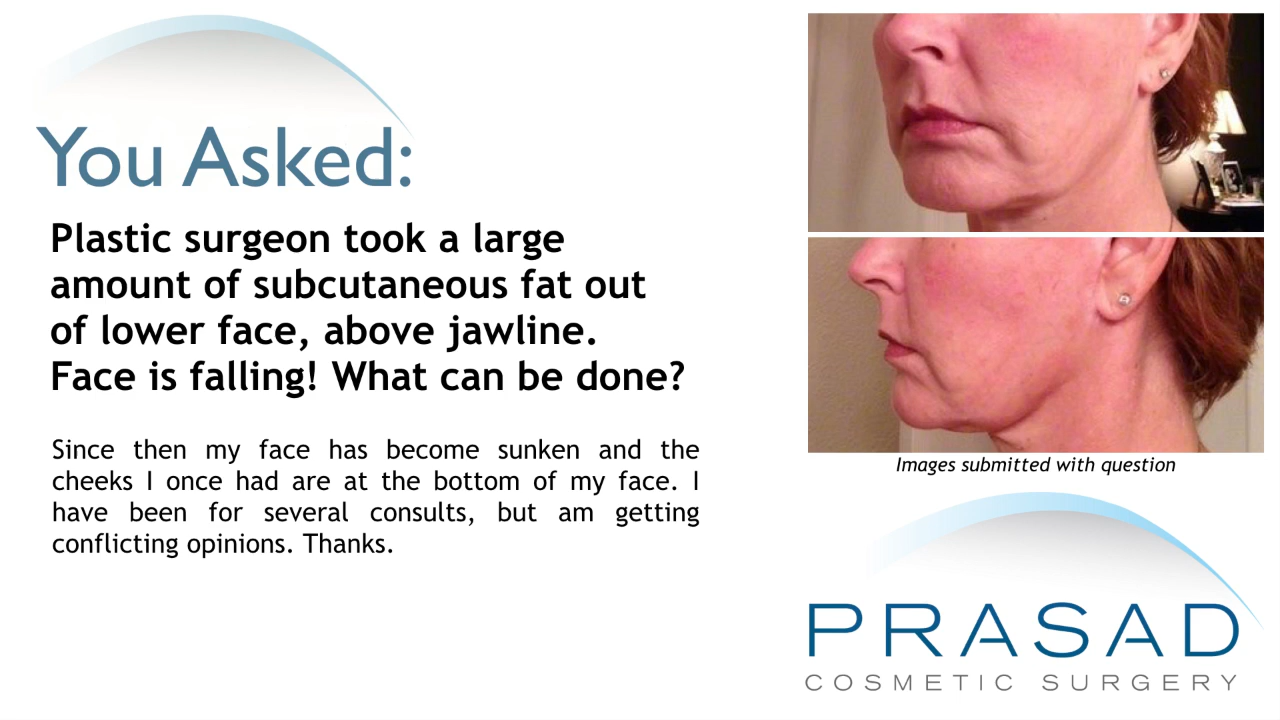 You Asked:
Plastic surgeon took a large
amount of subcutaneous fat out
of lower face, above jawline.
Face is falling! What can be done?
Since then my face has become sunken and the
cheeks I once had are at the bottom of my face. I
have been for several consults, but am getting
conflicting opinions. Thanks.
Images submitted with question
PRASAD
COSMETIC SURGERY